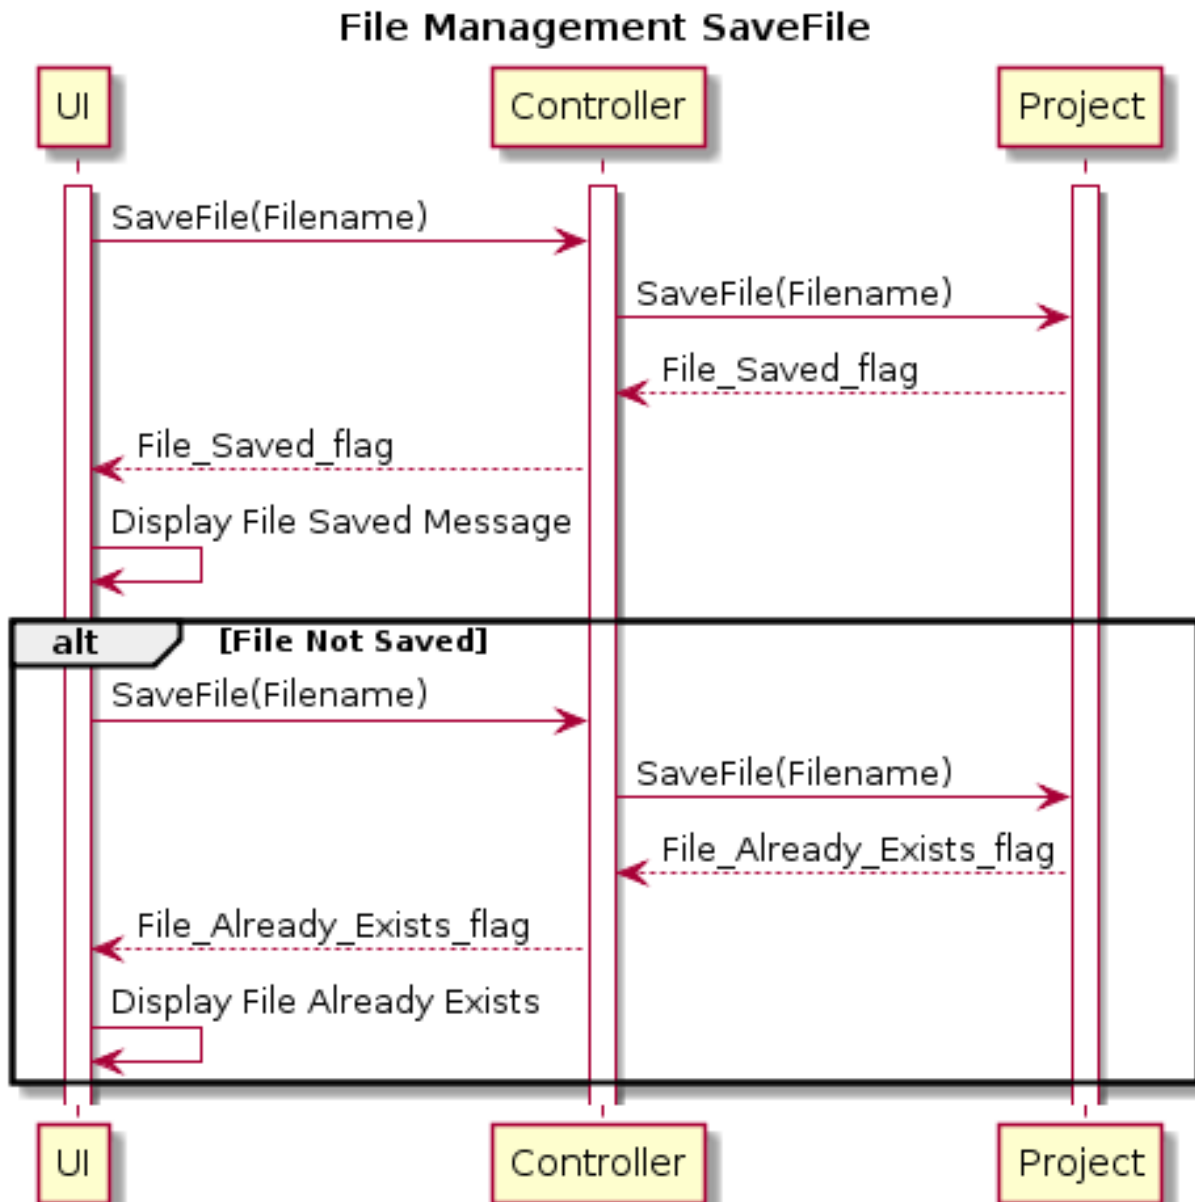 File Management SaveFile
UI Controller Project
SaveFile(Filename)
SaveFile(Filename)
File_Saved_flag
File_Saved_flag
Display File Saved Message
alt [File Not Saved]
SaveFile(Filename)
SaveFile(Filename)
File_Already_Exists_flag
File_Already_Exists_flag
Display File Already Exists
UI Controller Project